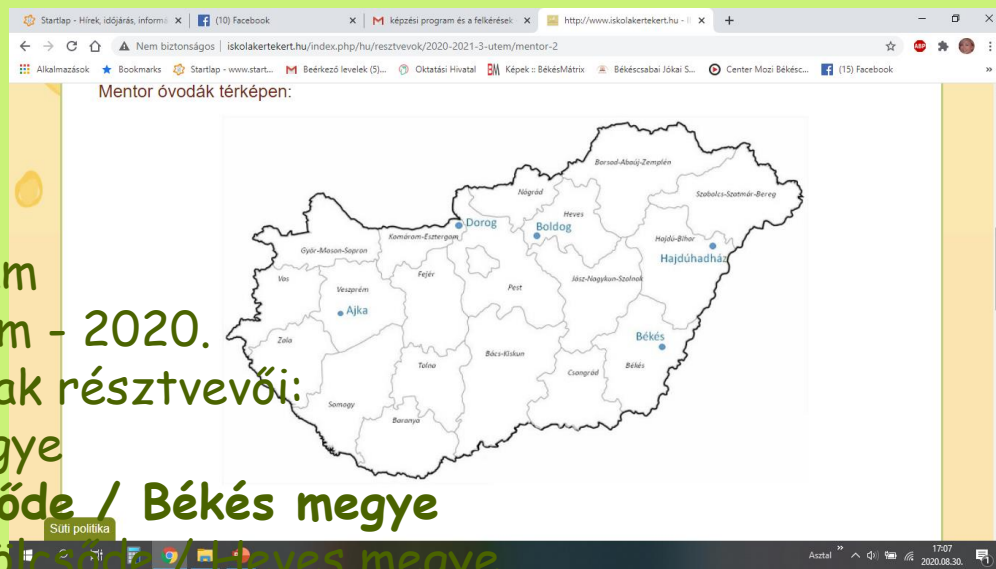 Startlap - Hírek, időjárás, informá
(10) Facebook
képzési program és a felkérések
http://www.iskolakertekert.hu - I
Nem biztonságos | iskolakertekert.hu/index.php/hu/resztvevok/2020-2021-3-utem/mentor-2
ABP
Alkalmazások
Bookmarks
Startlap - www.start...
Beérkező levelek (5)...
Oktatási Hivatal
Képek :: BékésMátrix
Békéscsabai Jókai S...
Center Mozi Békésc...
(15) Facebook
»
Mentor óvodák térképen:
Borsod-Abaúj-Zemplén
Szabolcs-Szatmár-Bereg
Nógrád
Heves
Dorog
Boldog
Komárom-Esztergom
Győr-Moson-Sopron
Hajdú-Bihar
Hajdúhadház
Vas
Veszprém
Fejér
Pest
Jász-Nagykun-Szolnok
Ajka
Békés
Zala
Tolna
Bács-Kiskun
Csongrád
Békés
Somogy
Baranya
m
m - 2020.
ak résztvevői:
gye
őde / Békés megye
Süti politika
ölcsőde / Heves megye
Asztal »
17:07
2020.08.30.